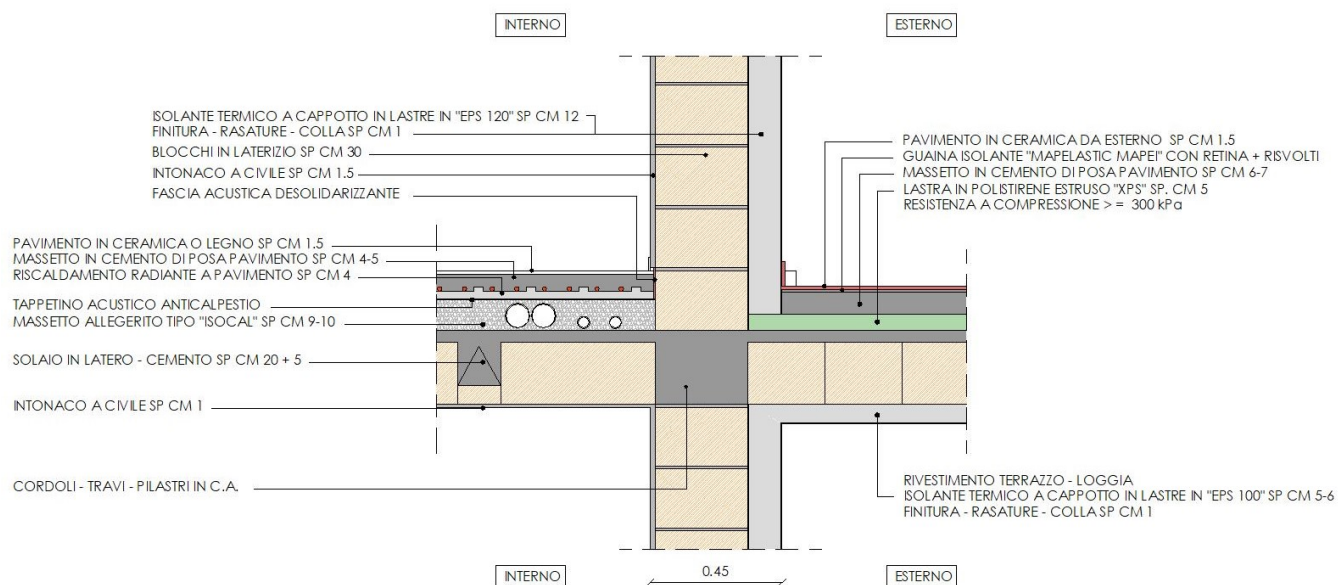 INTERNO
ESTERNO
ISOLANTE TERMICO A CAPPOTTO IN LASTRE IN "EPS 120" SP CM 12
FINITURA - RASATURE - COLLA SP CM 1
BLOCCHI IN LATERIZIO SP CM 30
INTONACO A CIVILE SP CM 1.5
FASCIA ACUSTICA DESOLIDARIZZANTE
PAVIMENTO IN CERAMICA DA ESTERNO SP CM 1.5
GUAINA ISOLANTE "MAPELASTIC MAPEI" CON RETINA + RISVOLTI
MASSETTO IN CEMENTO DI POSA PAVIMENTO SP CM 6-7
LASTRA IN POLISTIRENE ESTRUSO "XPS" SP. CM 5
RESISTENZA A COMPRESSIONE > = 300 kPa
PAVIMENTO IN CERAMICA O LEGNO SP CM 1.5
MASSETTO IN CEMENTO DI POSA PAVIMENTO SP CM 4-5
RISCALDAMENTO RADIANTE A PAVIMENTO SP CM 4
TAPPETINO ACUSTICO ANTICALPESTIO
MASSETTO ALLEGERITO TIPO "ISOCAL" SP CM 9-10
SOLAIO IN LATERO - CEMENTO SP CM 20 + 5
INTONACO A CIVILE SP CM 1
CORDOLI - TRAVI - PILASTRI IN C.A.
RIVESTIMENTO TERRAZZO - LOGGIA
ISOLANTE TERMICO A CAPPOTTO IN LASTRE IN "EPS 100" SP CM 5-6
FINITURA - RASATURE - COLLA SP CM 1
INTERNO
0.45
ESTERNO